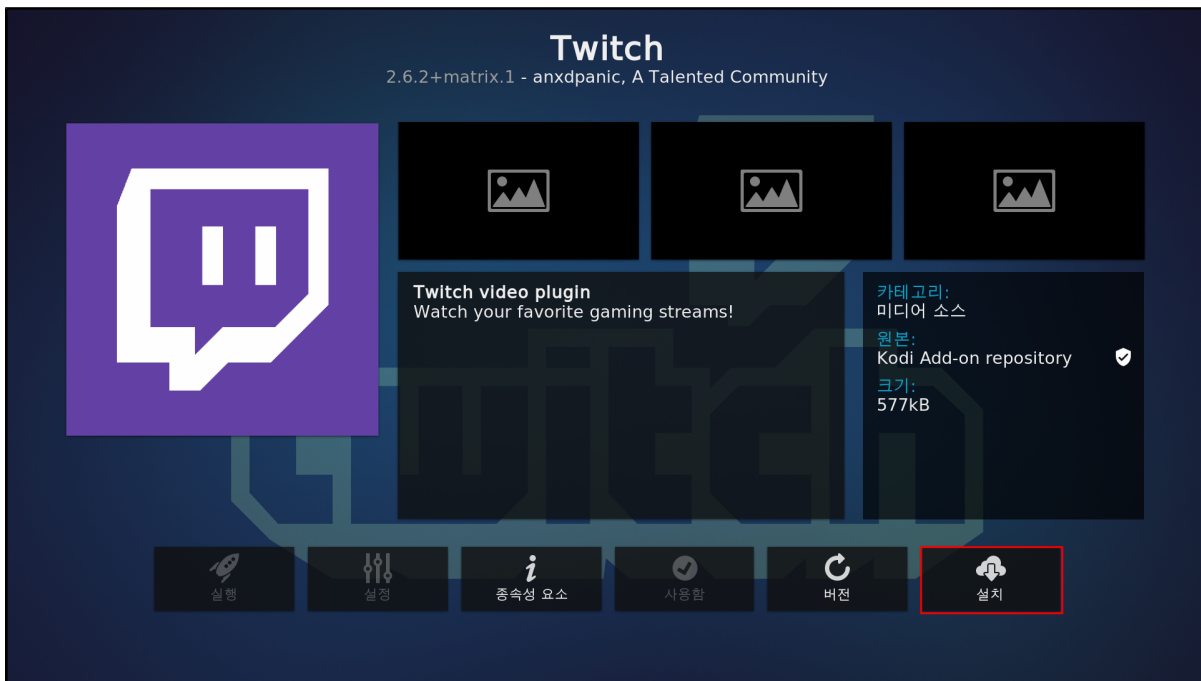 Twitch
2.6.2+matrix.1 - anxdpanic, A Talented Community
Twitch video plugin
Watch your favorite gaming streams!
카테고리:
미디어 소스
원본:
Kodi Add-on repository
크기:
577kB
twitch
실행
설정
종속성 요소
사용함
버전
설치